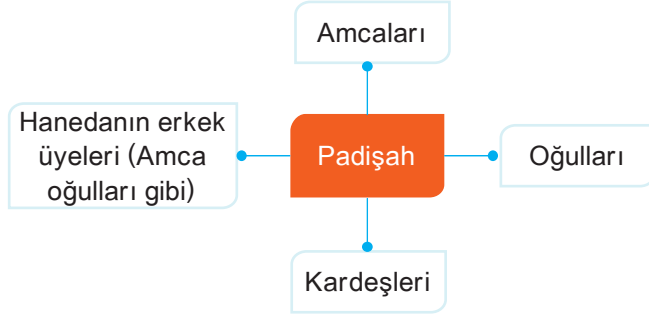 Amcaları
Hanedanın erkek
üyeleri (Amca
oğulları gibi)
Padişah
Oğulları
Kardeşleri